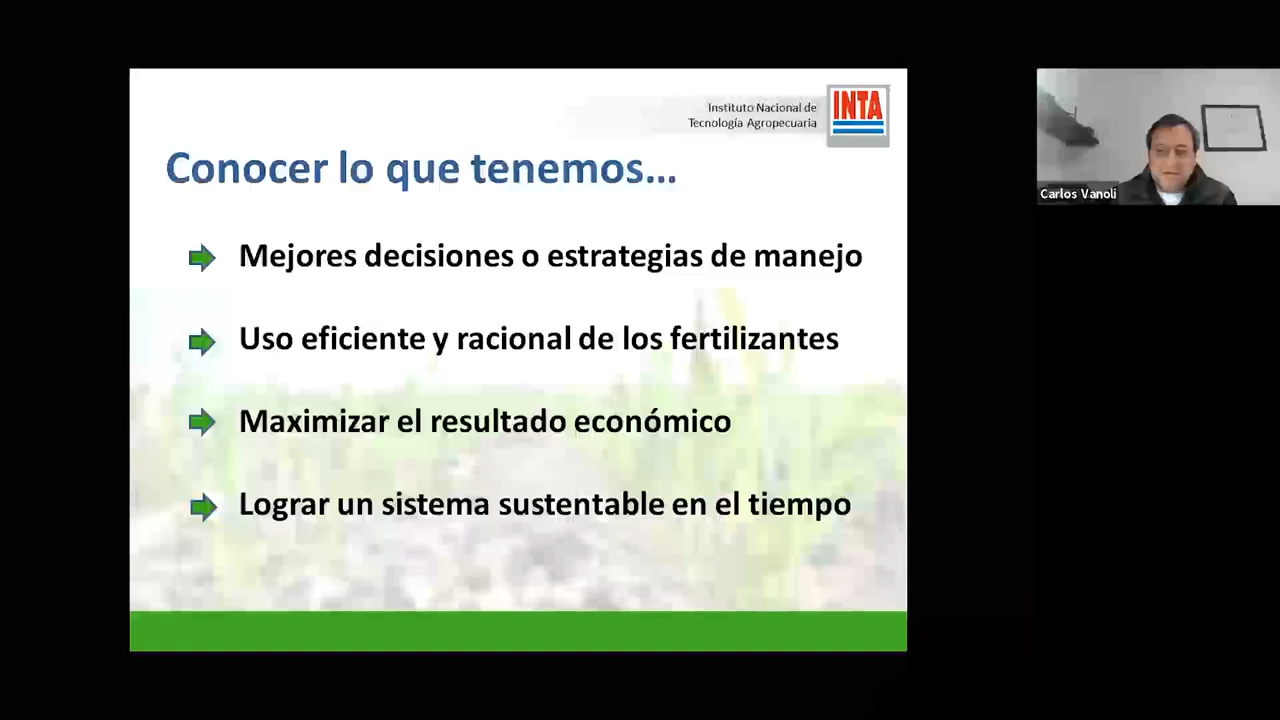 Instituto Nacional de
Tecnología Agropecuaria
INTA
Conocer lo que tenemos...
Mejores decisiones o estrategias de manejo
Uso eficiente y racional de los fertilizantes
Maximizar el resultado económico
Lograr un sistema sustentable en el tiempo
Carlos Vanoli